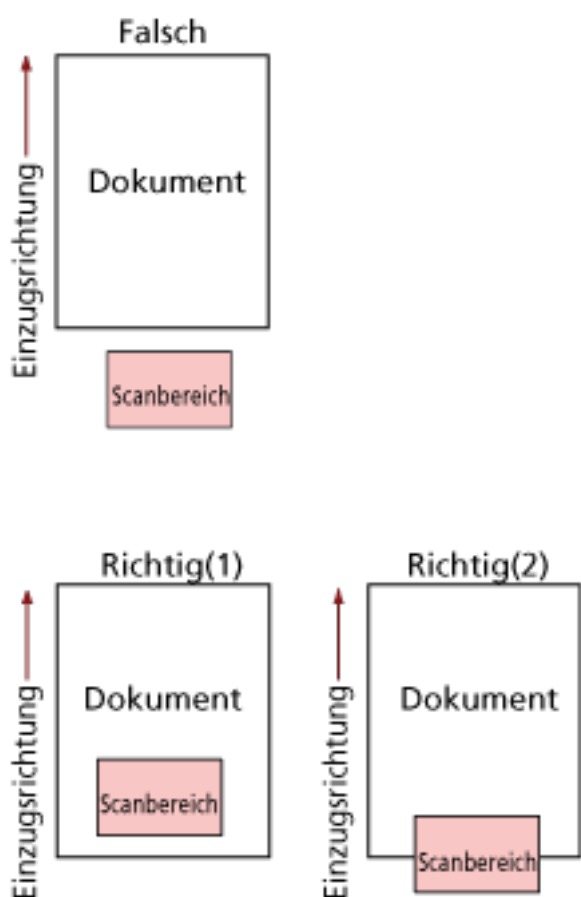 Falsch
Einzugsrichtung
Dokument
Scanbereich
Richtig(1)
Einzugsrichtung
Dokument
Scanbereich
Richtig(2)
Einzugsrichtung
Dokument
Scanbereich